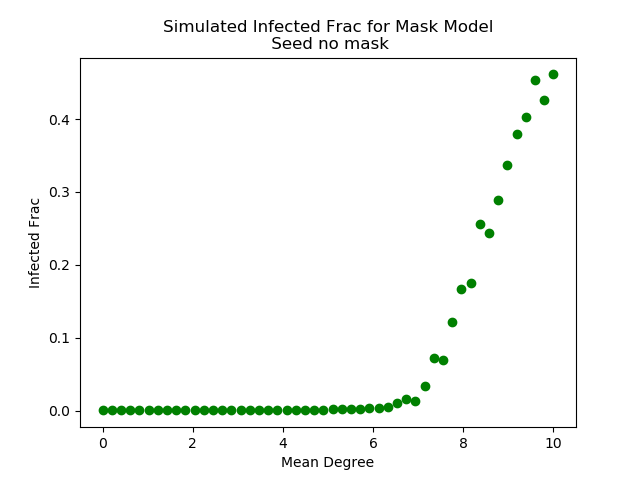 Simulated Infected Frac for Mask Model
Seed no mask
0.4
0.3
0.2
0.1
0.0
Infected Frac
0 2 4 6 8 10
Mean Degree